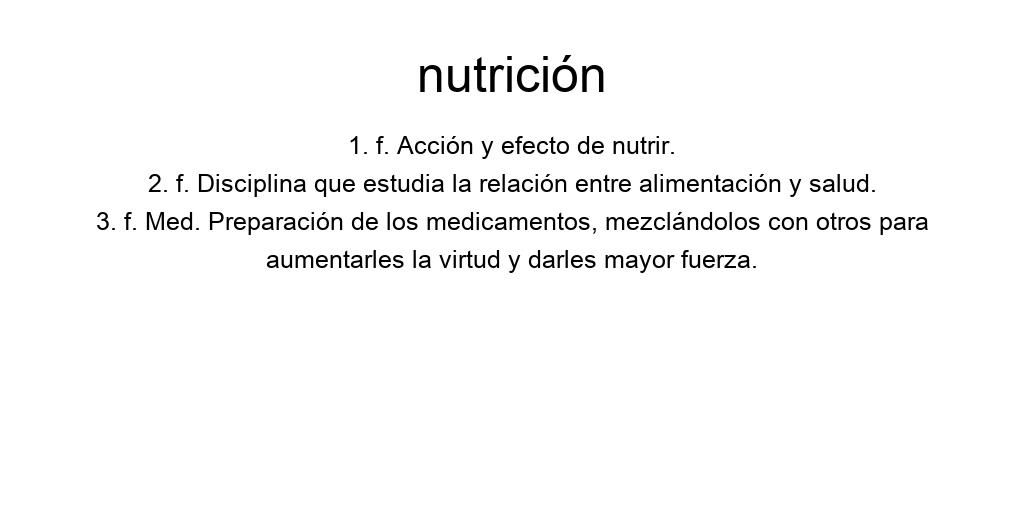 nutrición
1. f. Acción y efecto de nutrir.
2. f. Disciplina que estudia la relación entre alimentación y salud.
3. f. Med. Preparación de los medicamentos, mezclándolos con otros para
aumentarles la virtud y darles mayor fuerza.